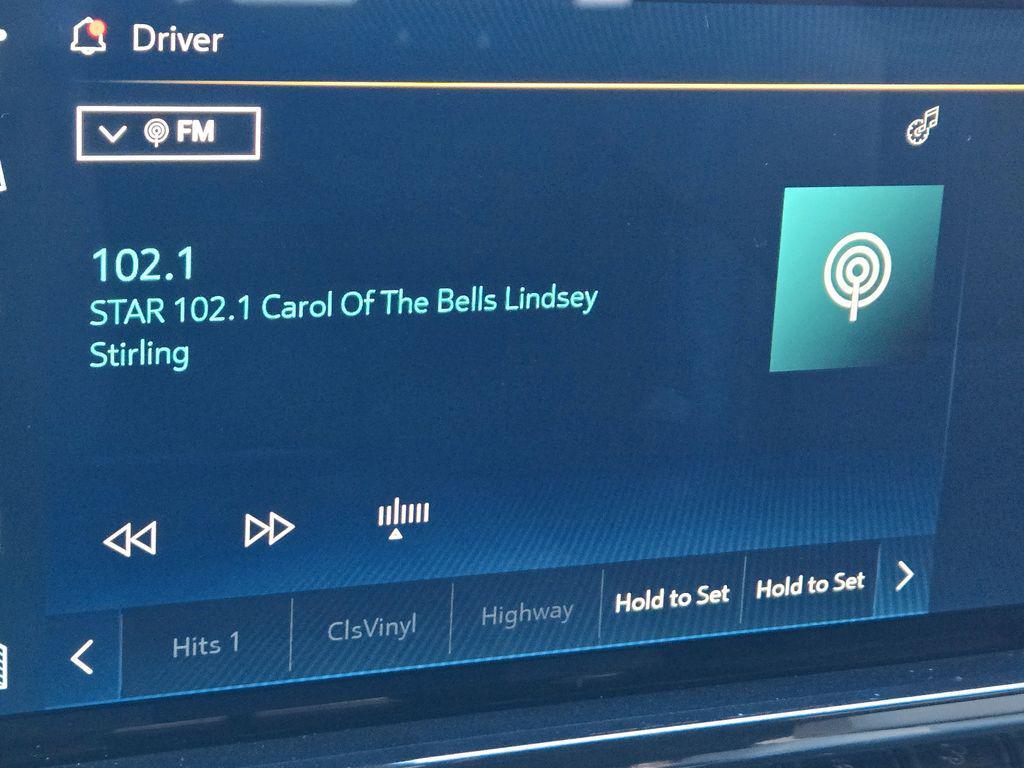 Driver
FM
102.1
STAR 102.1 Carol Of The Bells Lindsey
Stirling
Hits 1
ClsVinyl
Highway
Hold to Set
Hold to Set